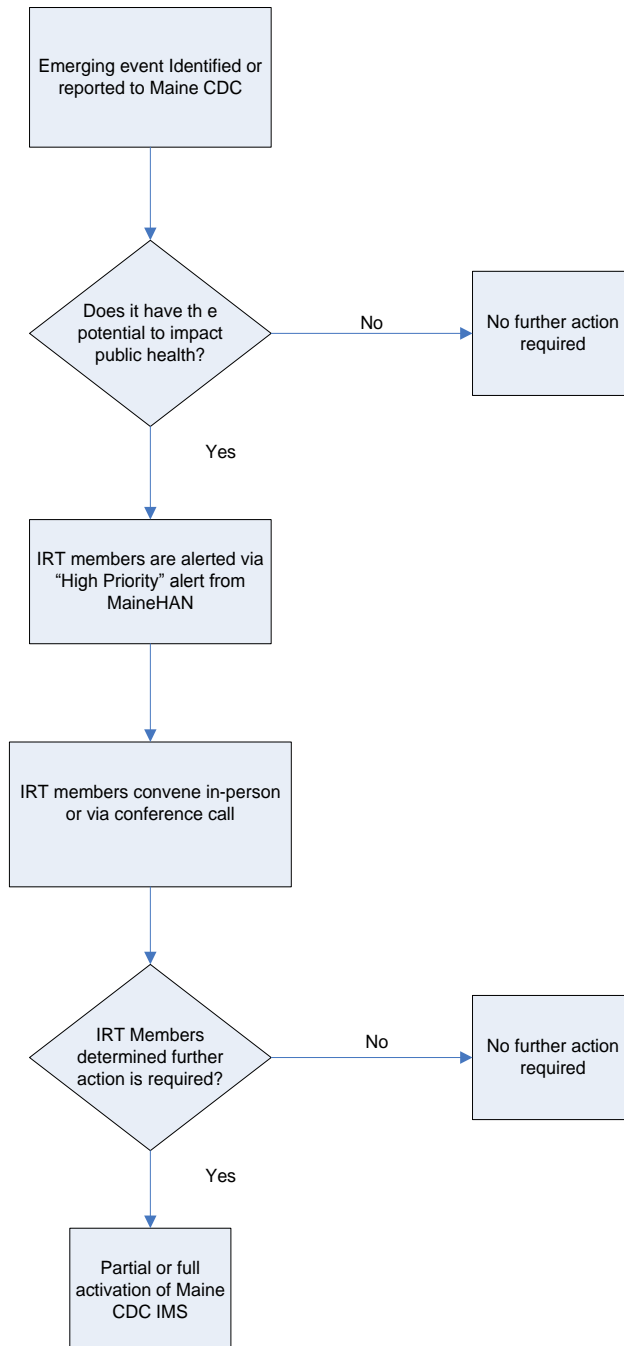 Emerging event Identified or
reported to Maine CDC
Does it have th e
potential to impact
public health?
No
No further action
required
Yes
IRT members are alerted via
“High Priority” alert from
MaineHAN
IRT members convene in-person
or via conference call
IRT Members
determined further
action is required?
No
No further action
required
Yes
Partial or full
activation of Maine
CDC IMS